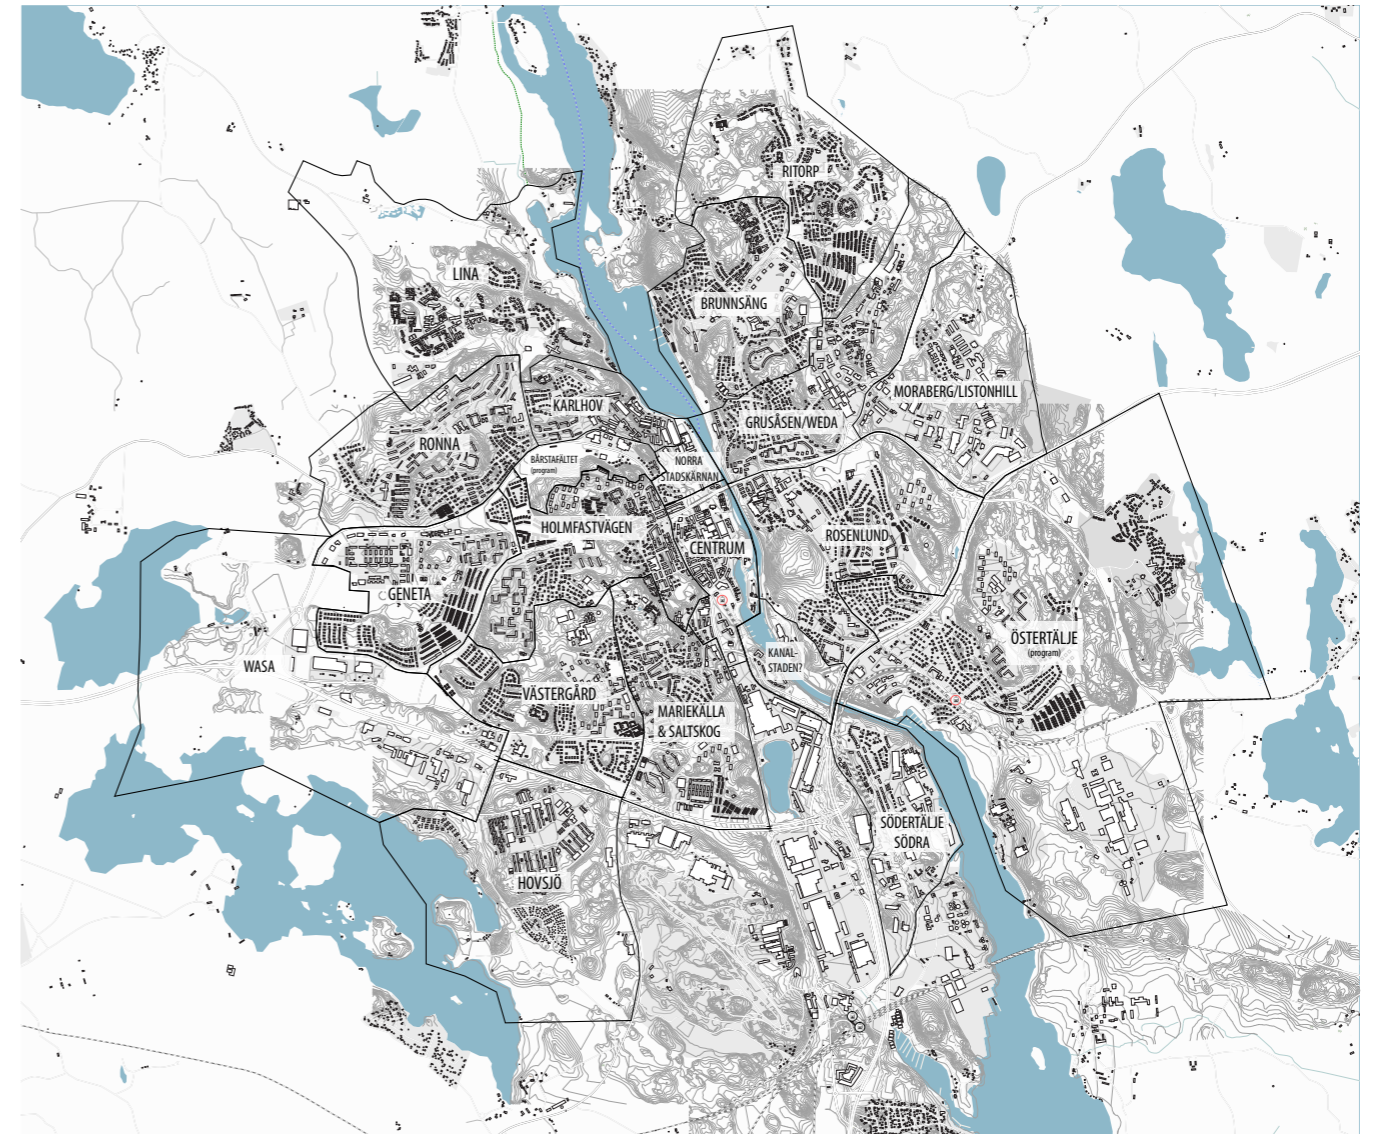 RITORP
LINA
BRUNNSÄNG
MORABERG/LISTONHILL
KARLHOV
GRUSÅSEN/WEDA
RONNA
BÅRSTAFÄLTET
(program)
NORRA
STADSKÄRNAN
HOLMFASTVÄGEN
CENTRUM
ROSENLUND
GENETA
ÖSTERTÄLJE
(program)
KANAL-
STADEN?
WASA
VÄSTERGÅRD
MARIEKÄLLA
& SALTSKOG
SÖDERTÄLJE
SÖDRA
HOVSJÖ